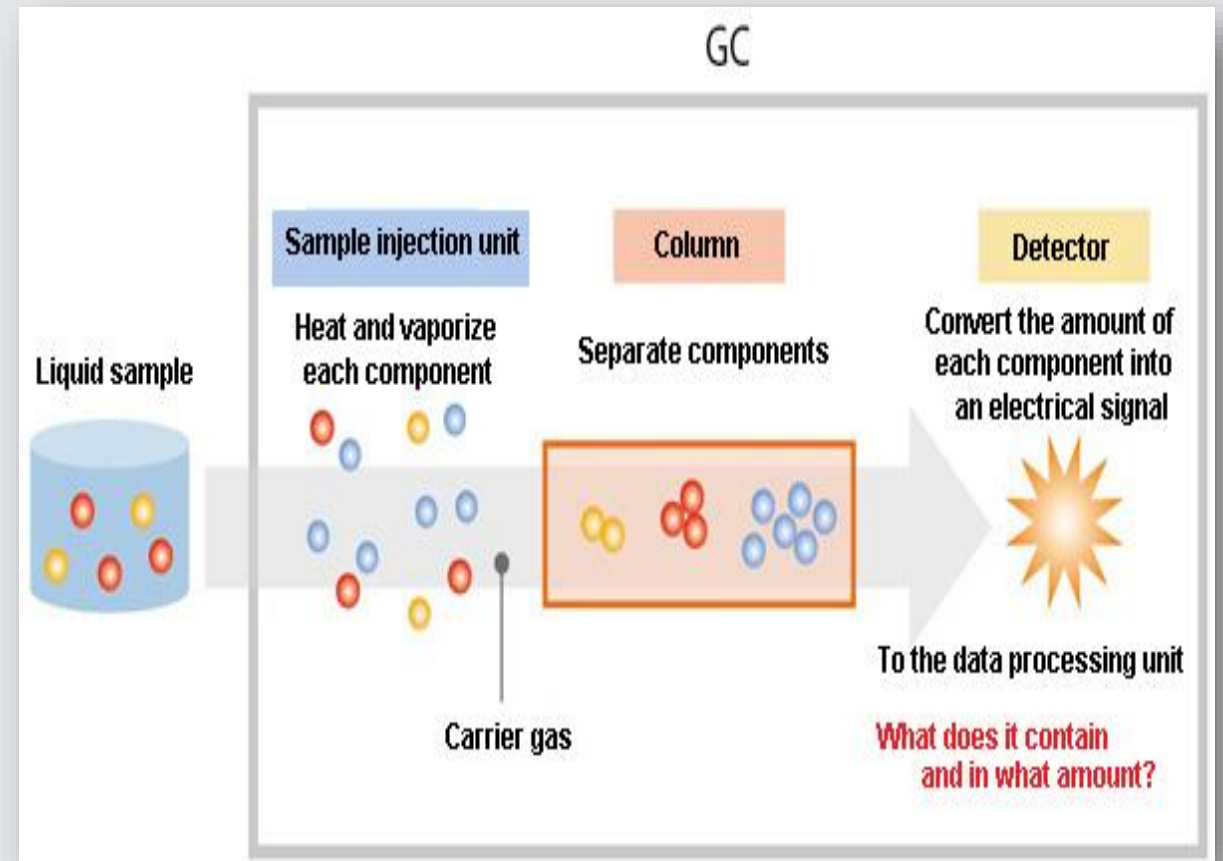 GC
Liquid sample
Sample injection unit
Heat and vaporize
each component
Carrier gas
Column
Separate components
Detector
Convert the amount of
each component into
an electrical signal
To the data processing unit
What does it contain
and in what amount?